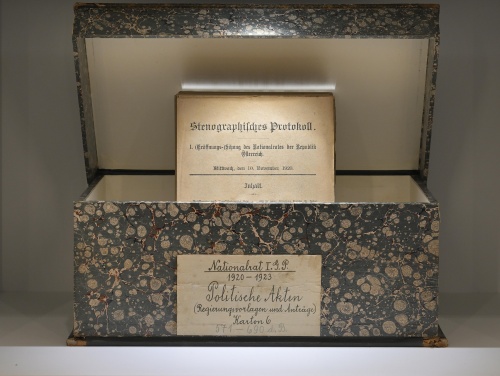 Stenographisches Protokoll.
1. (Eröffnungs-)Sitzung des Nationalrates der Republik
Österreich.
Mittwoch, den 10. November 1920.
Inhalt.
Nationalrat I. G. P.
1920 – 1923
Politische Akten
(Regierungsvorlagen und Anträge)
Karton 6